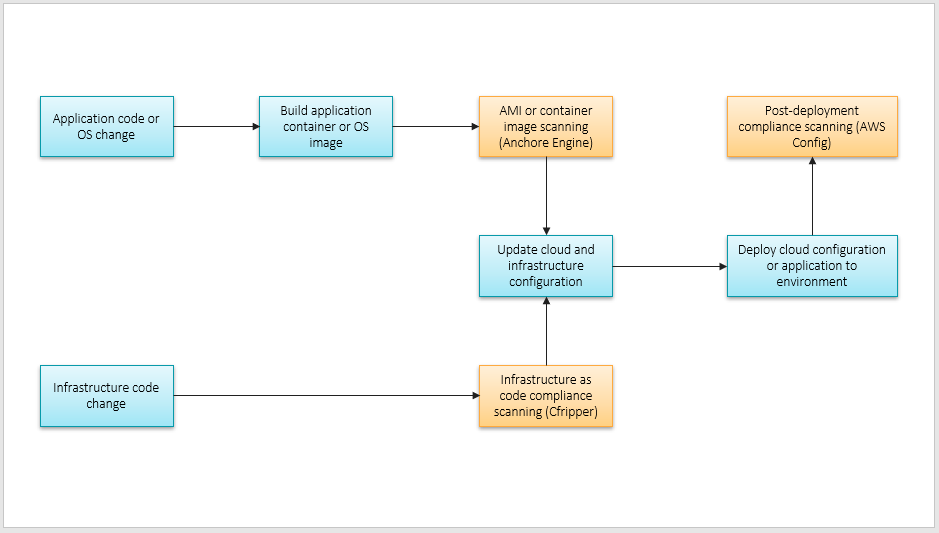 Application code or
OS change
Build application
container or OS
image
AMI or container
image scanning
(Anchore Engine)
Post-deployment
compliance scanning (AWS
Config)
Update cloud and
infrastructure
configuration
Deploy cloud configuration
or application to
environment
Infrastructure code
change
Infrastructure as
code compliance
scanning (Cfripper)